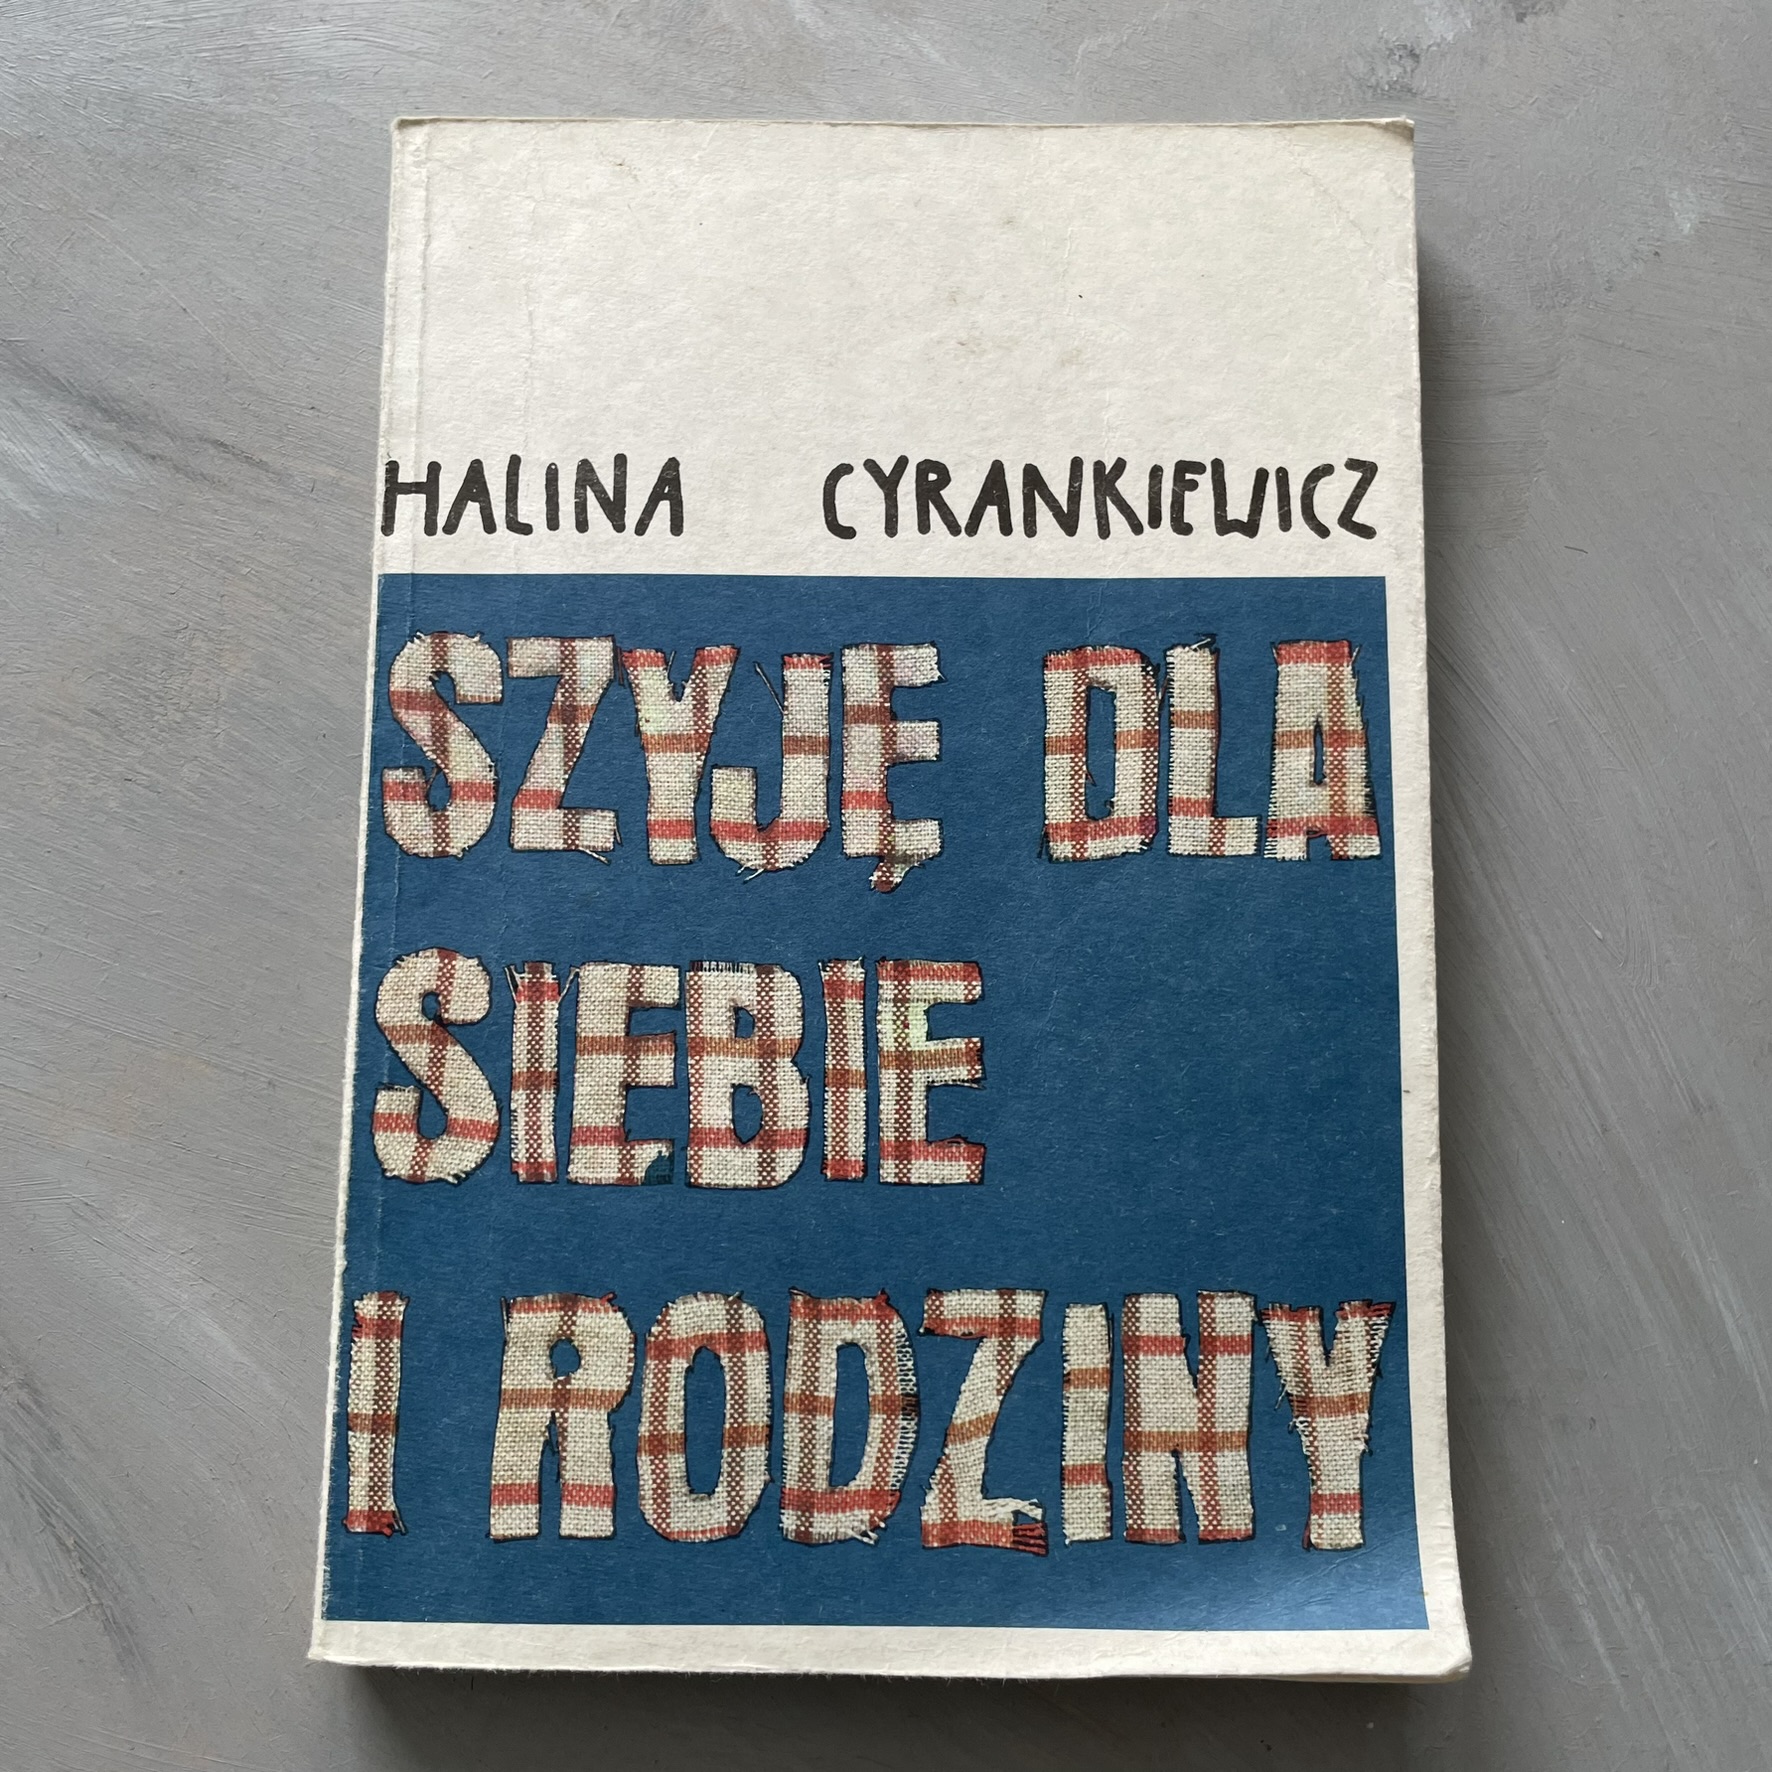 HALINA CYRANKIEWICZ
SZYJĘ DLA
SIEBIE
I RODZINY